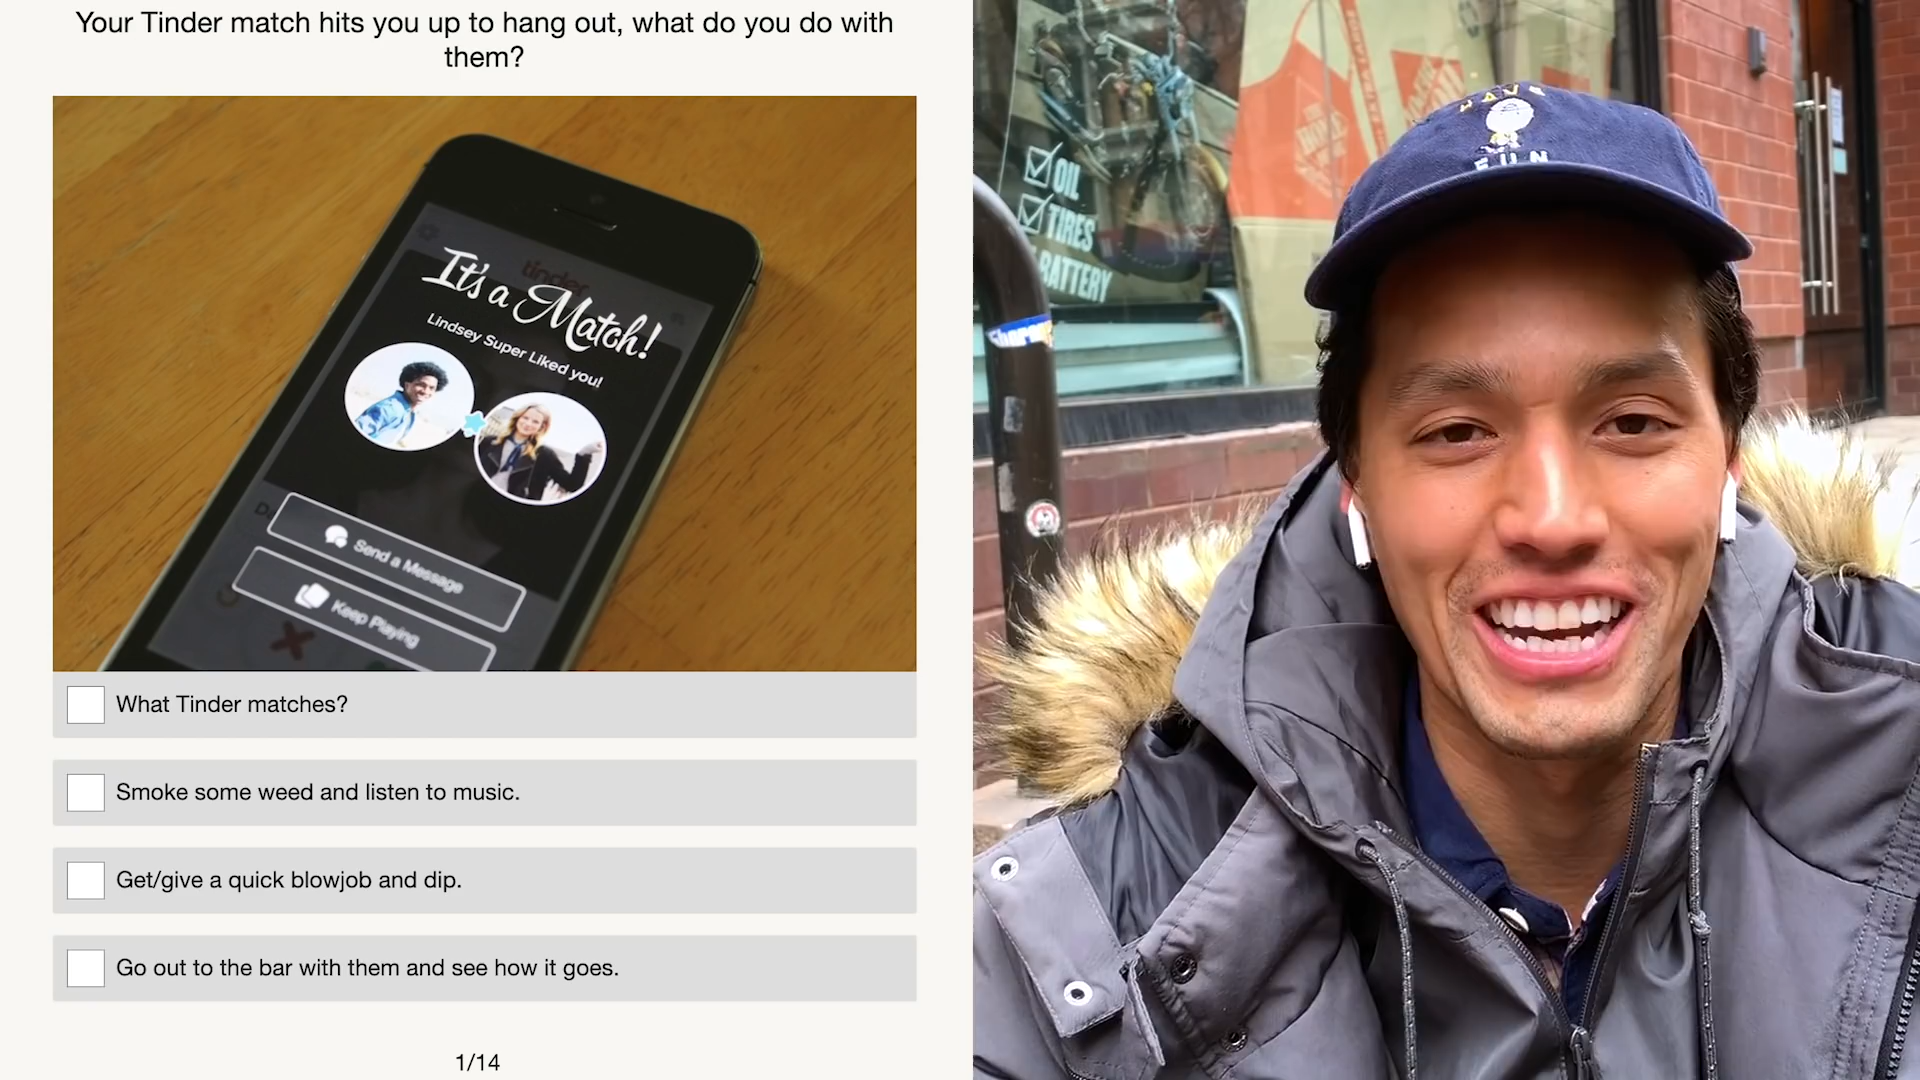 Your Tinder match hits you up to hang out, what do you do with
them?
tinder
It's a Match!
Lindsey Super Liked you!
Send a Message
Keep Playing
What Tinder matches?
Smoke some weed and listen to music.
Get/give a quick blowjob and dip.
Go out to the bar with them and see how it goes.
1/14
OIL
TIRES
BATTERY
HAVE
FUN